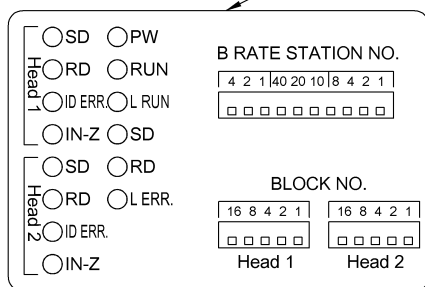 Head 1
SD PW
RD RUN
ID ERR. L RUN
IN-Z SD
Head 2
SD RD
RD L ERR.
ID ERR.
IN-Z
B RATE STATION NO.
4 2 1 40 20 10 8 4 2 1
BLOCK NO.
16 8 4 2 1 16 8 4 2 1
Head 1 Head 2